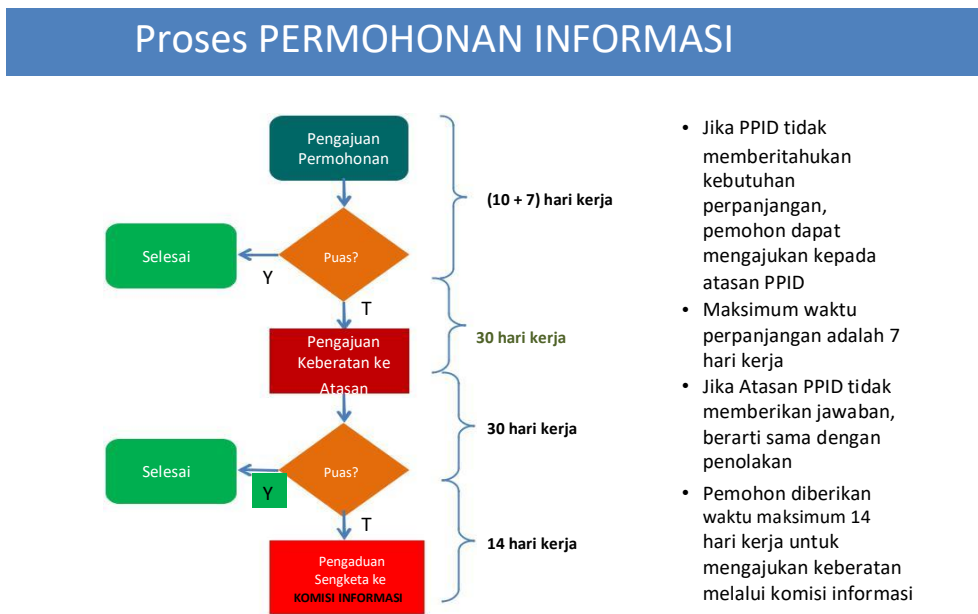 Proses PERMOHONAN INFORMASI
Pengajuan
Permohonan
(10 + 7) hari kerja
Selesai
Puas?
Y
T
Pengajuan
Keberatan ke
Atasan
30 hari kerja
30 hari kerja
Selesai
Puas?
Y
T
14 hari kerja
Pengaduan
Sengketa ke
KOMISI INFORMASI
• Jika PPID tidak
memberitahukan
kebutuhan
perpanjangan,
pemohon dapat
mengajukan kepada
atasan PPID
• Maksimum waktu
perpanjangan adalah 7
hari kerja
• Jika Atasan PPID tidak
memberikan jawaban,
berarti sama dengan
penolakan
• Pemohon diberikan
waktu maksimum 14
hari kerja untuk
mengajukan keberatan
melalui komisi informasi